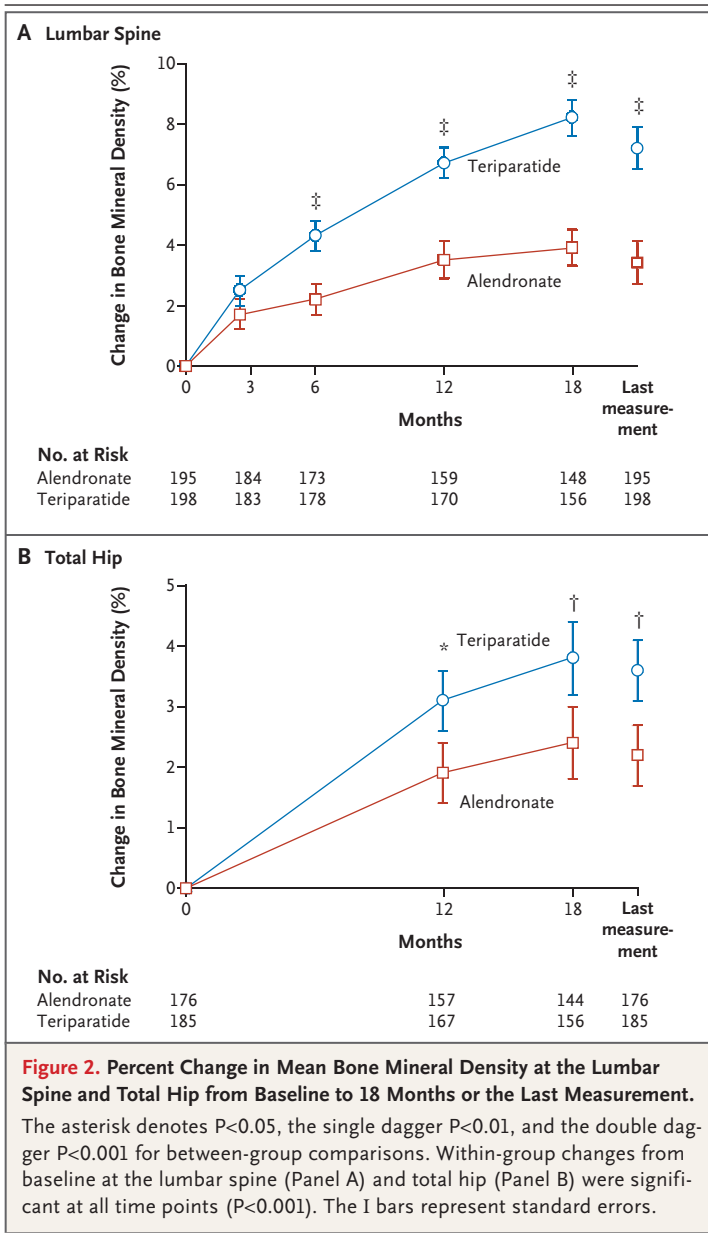 A Lumbar Spine
Change in Bone Mineral Density (%)
10
8
6
4
2
0
‡
‡
‡
‡
Teriparatide
Alendronate
0 3 6 12 18 Last
measure-
ment
Months
No. at Risk
Alendronate 195 184 173 159 148 195
Teriparatide 198 183 178 170 156 198
B Total Hip
Change in Bone Mineral Density (%)
5
4
3
2
1
0
*
†
†
Teriparatide
Alendronate
0 12 18 Last
measure-
ment
Months
No. at Risk
Alendronate 176 157 144 176
Teriparatide 185 167 156 185
Figure 2. Percent Change in Mean Bone Mineral Density at the Lumbar
Spine and Total Hip from Baseline to 18 Months or the Last Measurement.
The asterisk denotes P<0.05, the single dagger P<0.01, and the double dag-
ger P<0.001 for between-group comparisons. Within-group changes from
baseline at the lumbar spine (Panel A) and total hip (Panel B) were signifi-
cant at all time points (P<0.001). The I bars represent standard errors.